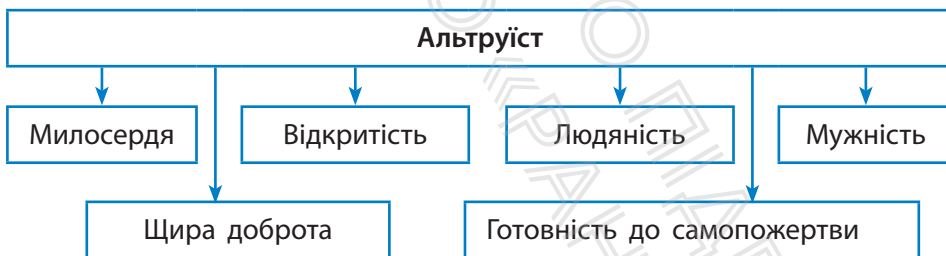 Альтруїст
Милосердя Відкритість Людяність Мужність
Щира доброта Готовність до самопожертви